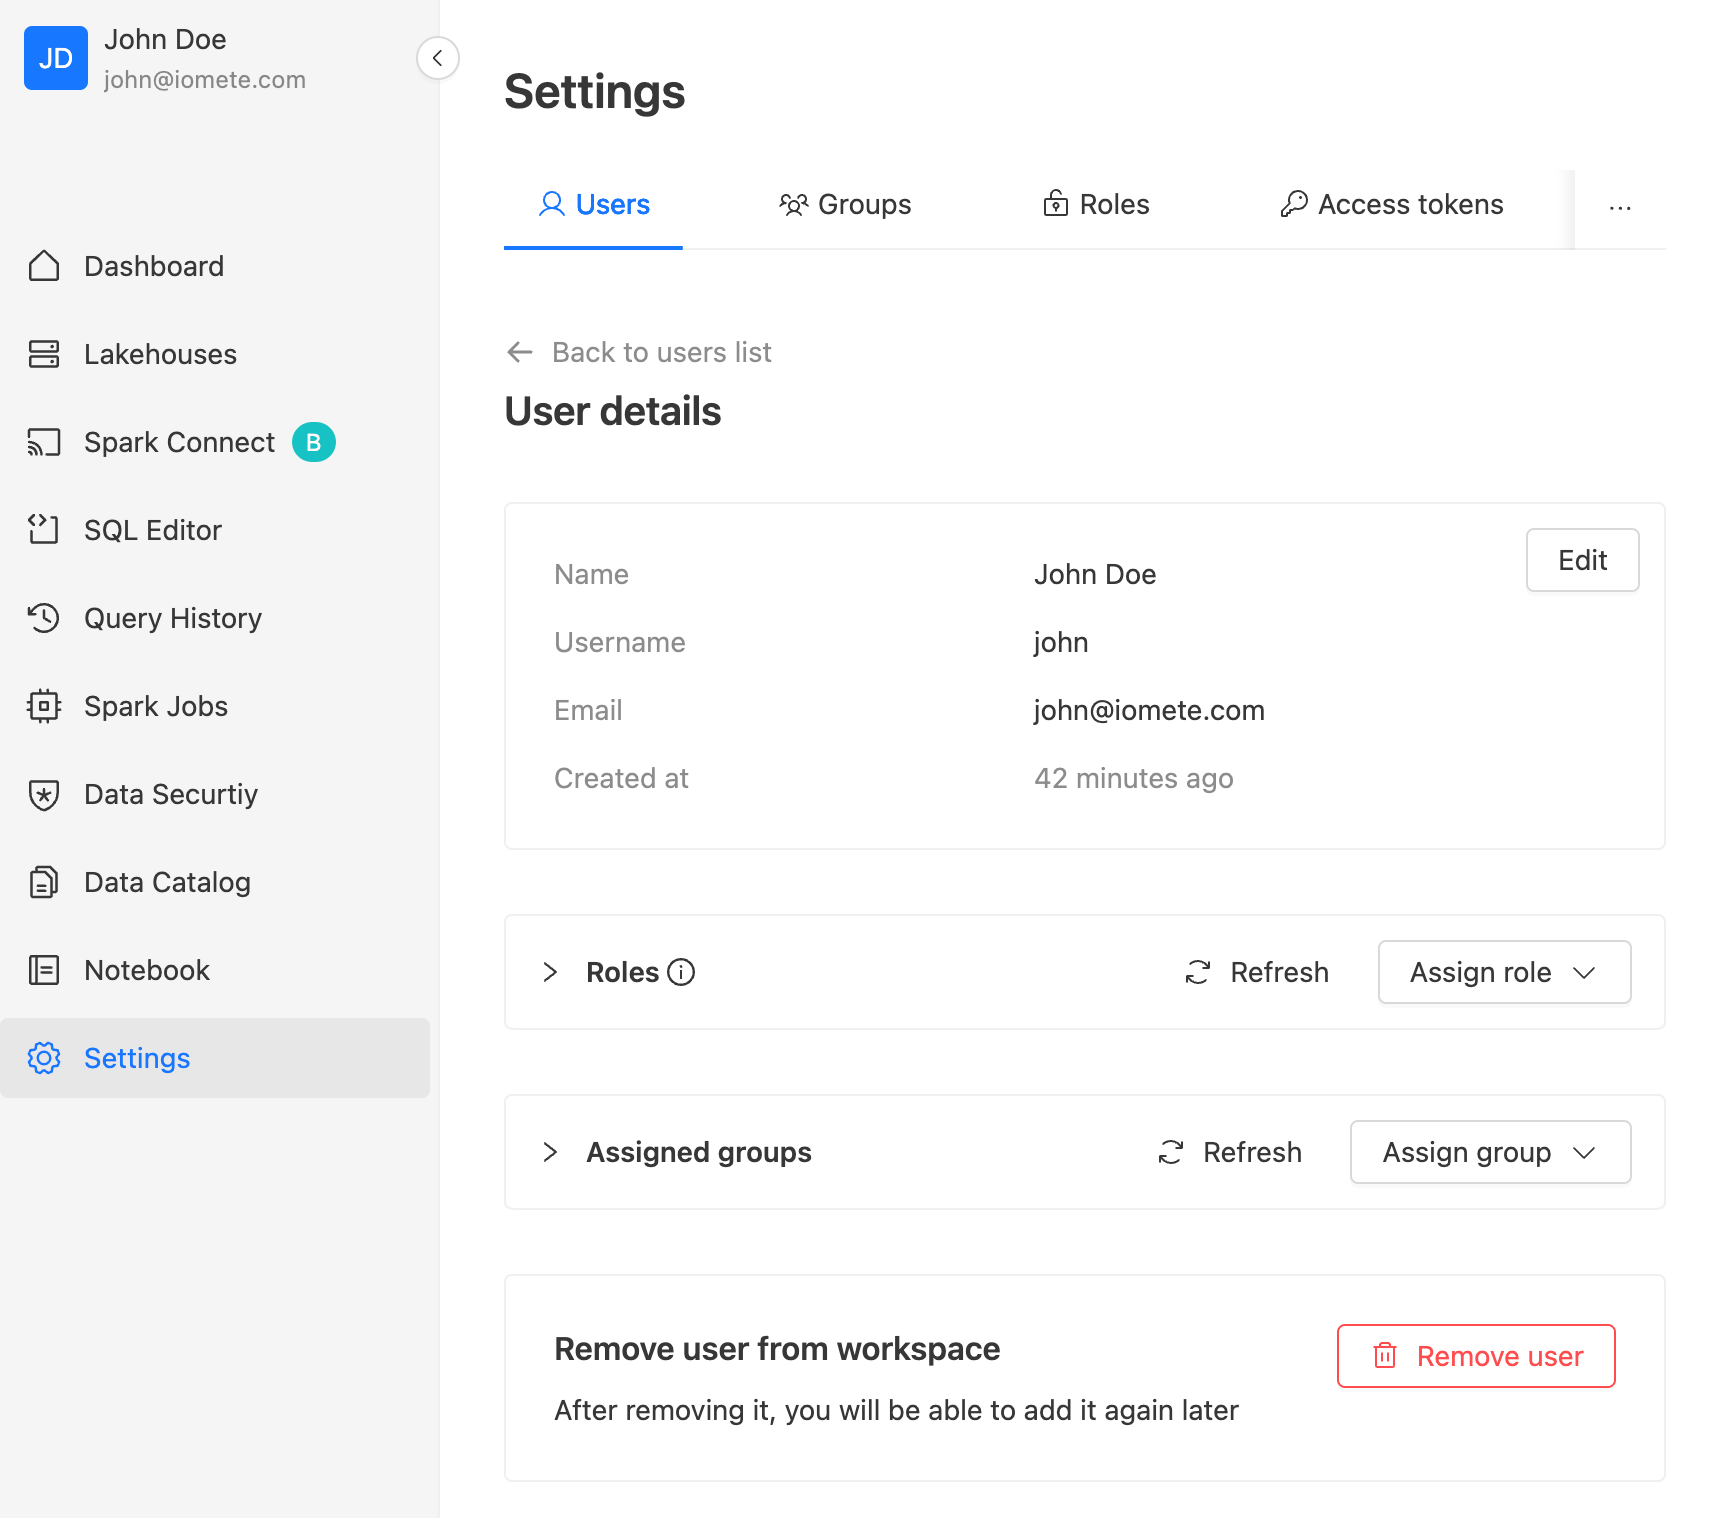 JD
John Doe
john@iomete.com
Dashboard
Lakehouses
Spark Connect B
SQL Editor
Query History
Spark Jobs
Data Securtiy
Data Catalog
Notebook
Settings
Settings
Users Groups Roles Access tokens ...
Back to users list
User details
Edit
Name John Doe
Username john
Email john@iomete.com
Created at 42 minutes ago
Roles Refresh Assign role
Assigned groups Refresh Assign group
Remove user from workspace
Remove user
After removing it, you will be able to add it again later